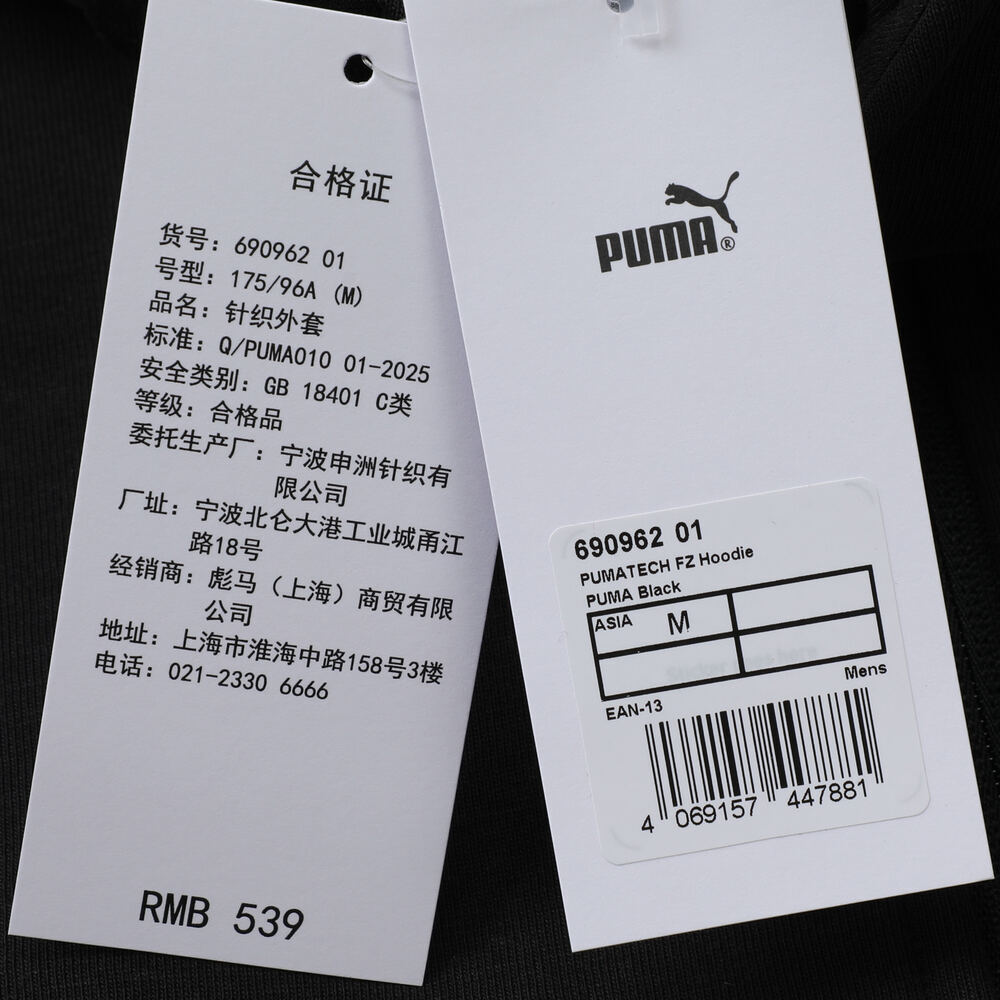 合格证
货号：690962 01
号型：175/96A (M)
品名：针织外套
标准：Q/PUMA010 01-2025
安全类别：GB 18401 C类
等级：合格品
委托生产厂：宁波申洲针织有
限公司
厂址：宁波北仑大港工业城甬江
路18号
经销商：彪马（上海）商贸有限
公司
地址：上海市淮海中路158号3楼
电话：021-2330 6666
RMB 539
PUMA®
690962 01
PUMATECH FZ Hoodie
PUMA Black
ASIA M
Sticker goes here
Mens
EAN-13
4 069157 447881